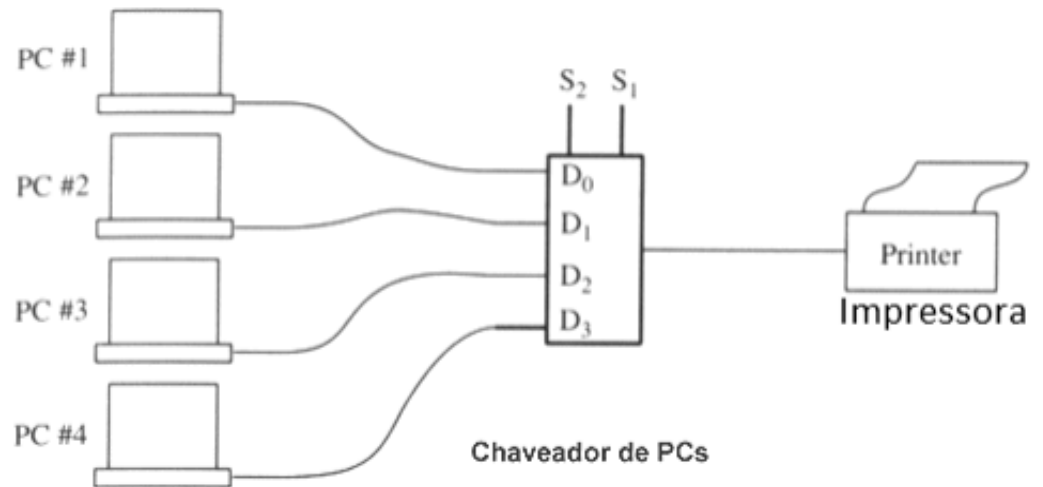 PC #1
PC #2
PC #3
PC #4
S₂ S₁
D₀
D₁
D₂
D₃
Printer
Impressora
Chaveador de PCs